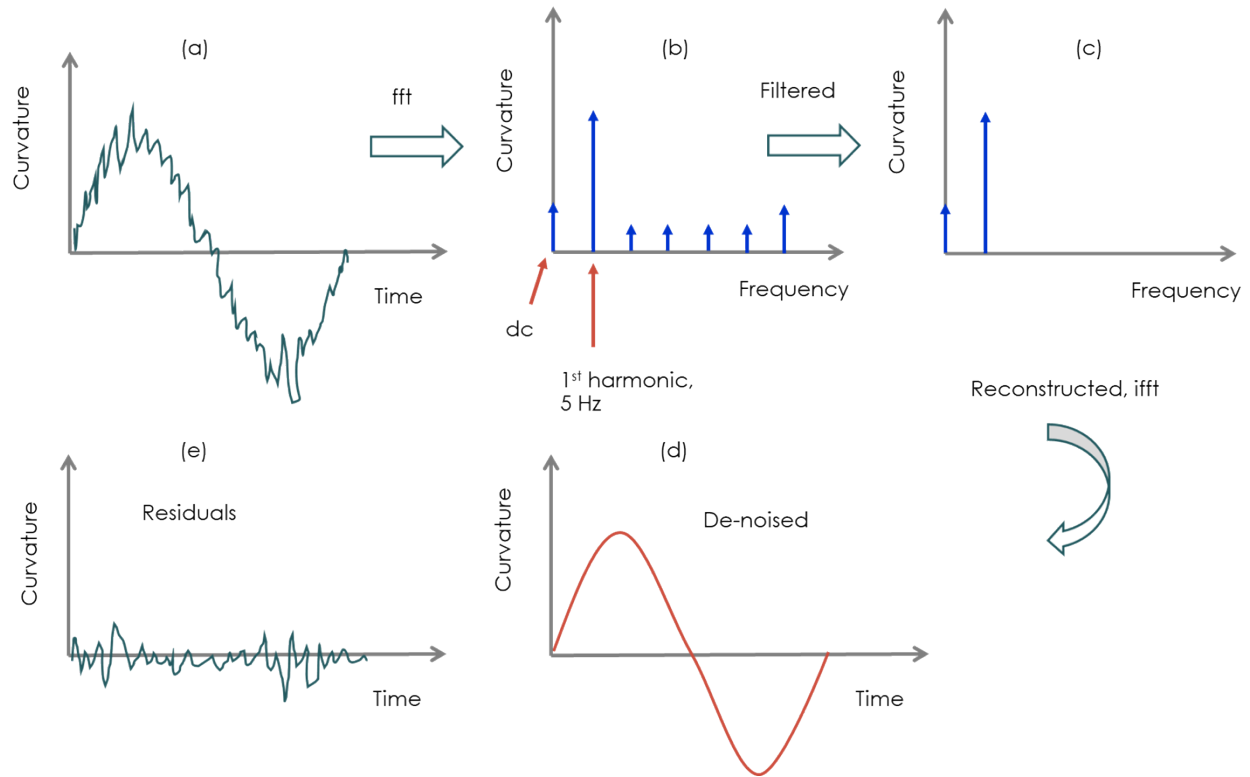 (a)
Curvature
Time
fft
(b)
Curvature
Frequency
dc
1st harmonic,
5 Hz
Filtered
(c)
Curvature
Frequency
Reconstructed, ifft
(e)
Curvature
Residuals
Time
(d)
Curvature
De-noised
Time